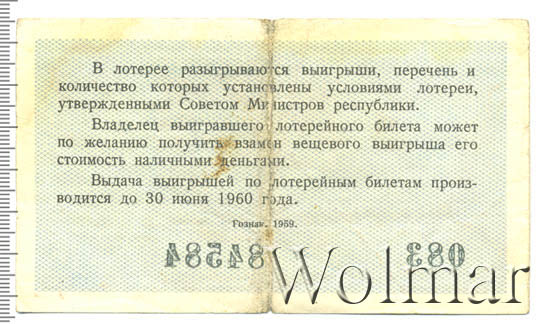 В лотерее разыгрываются выигрыши, перечень и
количество которых установлены условиями лотереи,
утвержденными Советом Министров республики.
Владелец выигравшего лотерейного билета может
по желанию получить взамен вещевого выигрыша его
стоимость наличными деньгами.
Выдача выигрышей по лотерейным билетам произ-
водится до 30 июня 1960 года.
Гознак. 1959.
083 84584
Wolmar